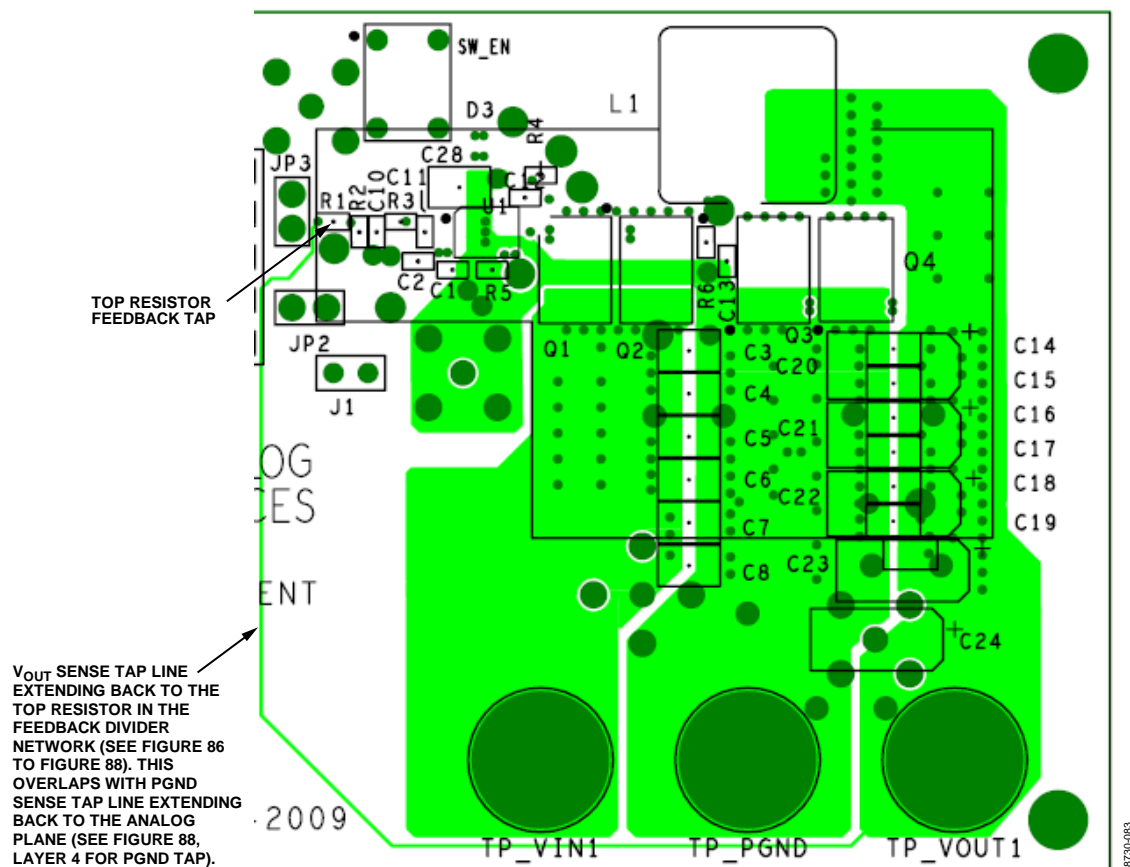 SW_EN
D3
L1
R4
JP3
C28
C11
R1
R2
C10
R3
U1
C2
C1
R5
R6
C13
Q4
TOP RESISTOR
FEEDBACK TAP
JP2
J1
Q1
Q2
Q3
C3
C20
C14
C15
C4
C16
C21
C5
C17
C6
C22
C18
C7
C19
C8
C23
C24
OG
CES
ENT
-2009
VOUT SENSE TAP LINE
EXTENDING BACK TO THE
TOP RESISTOR IN THE
FEEDBACK DIVIDER
NETWORK (SEE FIGURE 86
TO FIGURE 88). THIS
OVERLAPS WITH PGND
SENSE TAP LINE EXTENDING
BACK TO THE ANALOG
PLANE (SEE FIGURE 88,
LAYER 4 FOR PGND TAP).
TP_VIN1
TP_PGND
TP_VOUT1